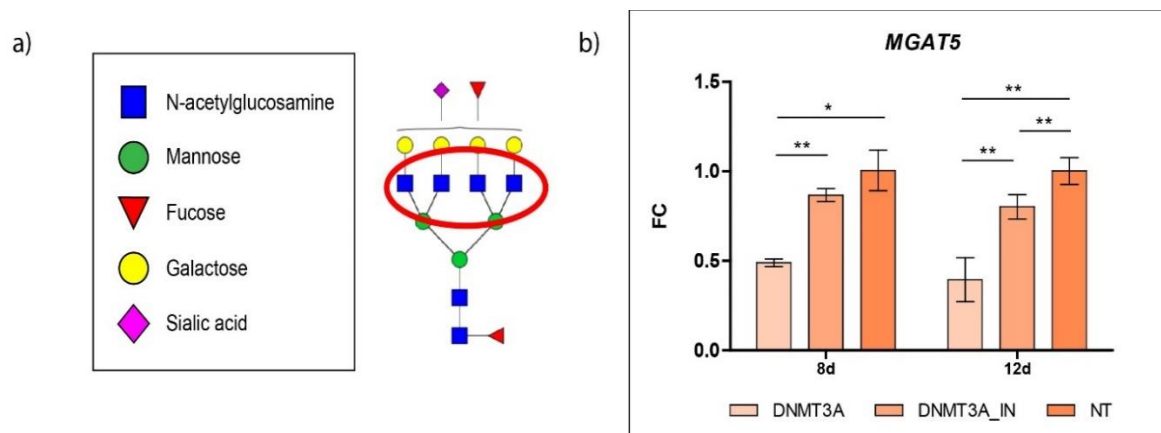 a)
N-acetylglucosamine
Mannose
Fucose
Galactose
Sialic acid
b)
MGAT5
FC
1.5
1.0
0.5
0.0
*
**
**
**
**
8d
12d
DNMT3A
DNMT3A_IN
NT